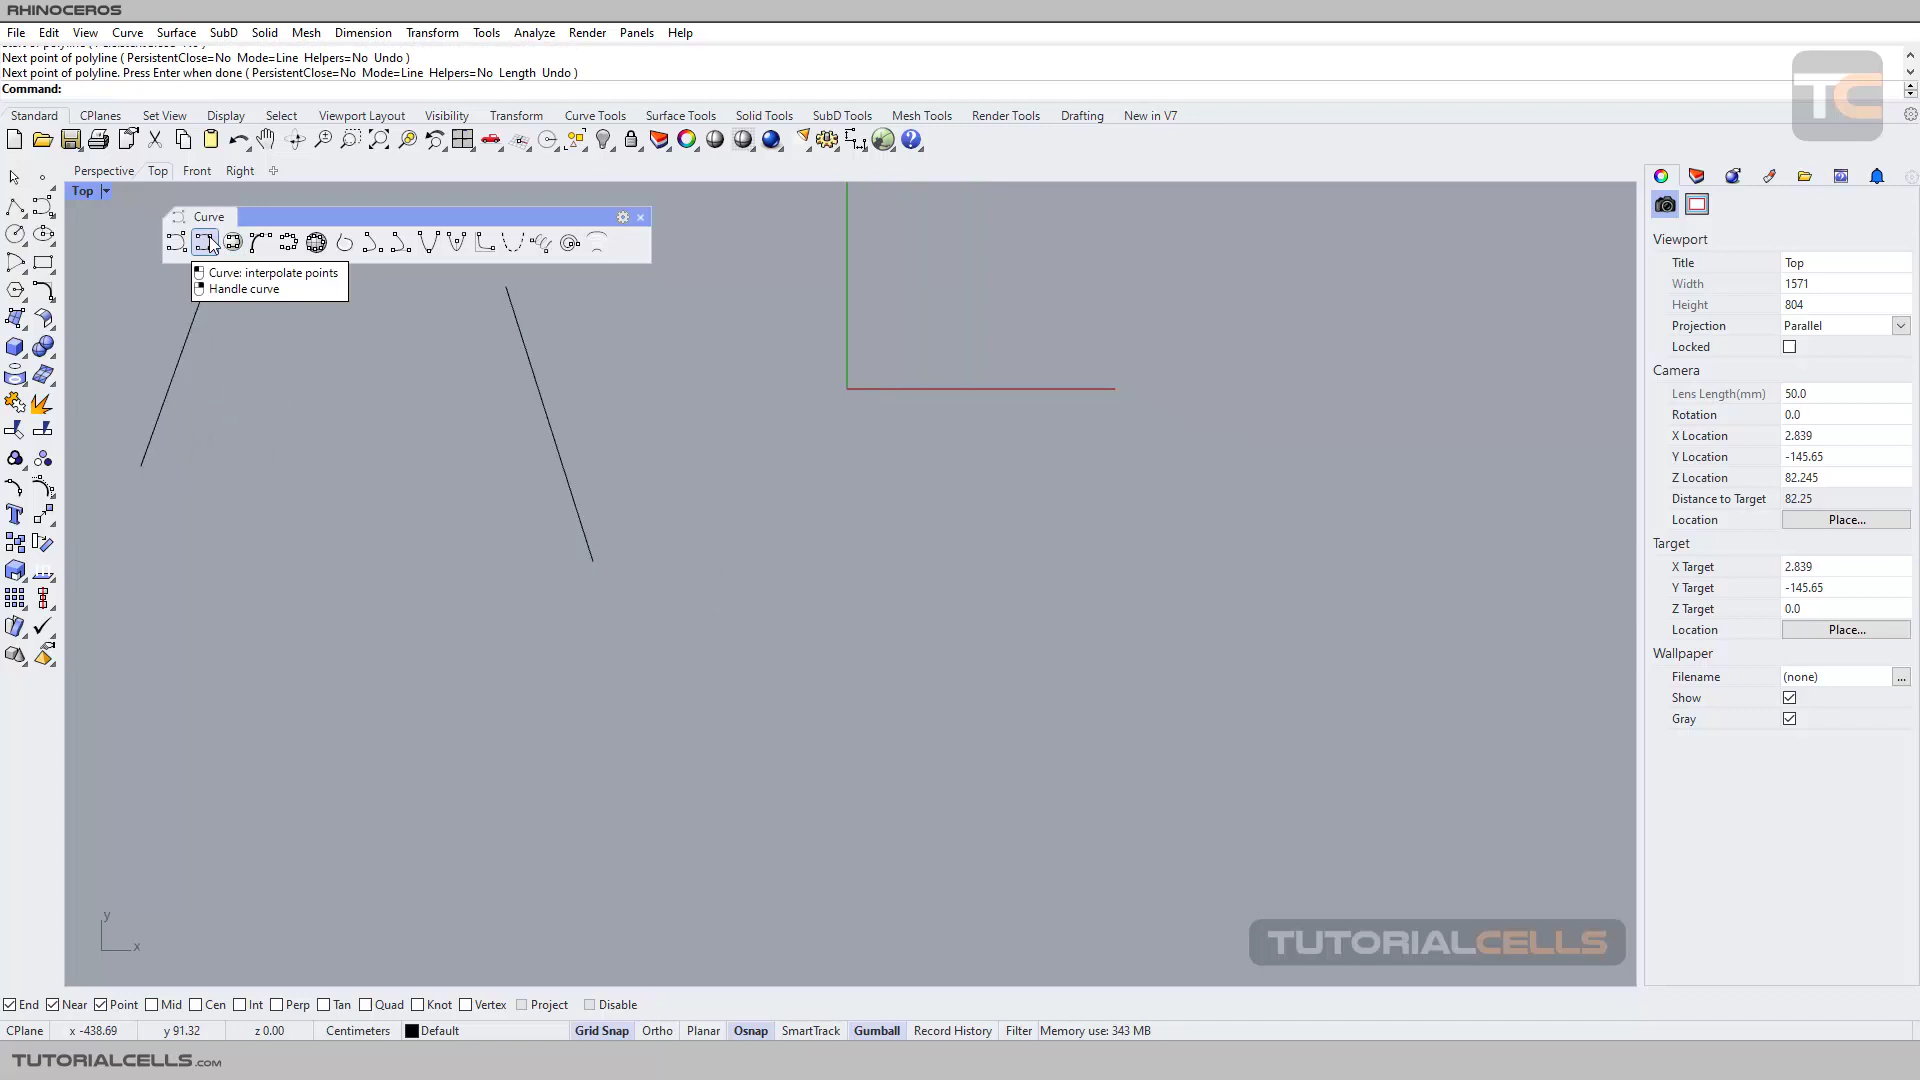 RHINOCEROS
File Edit View Curve Surface SubD Solid Mesh Dimension Transform Tools Analyze Render Panels Help
Next point of polyline ( PersistentClose=No Mode=Line Helpers=No Undo )
Next point of polyline. Press Enter when done ( PersistentClose=No Mode=Line Helpers=No Length Undo )
Command:
TC
Standard CPlanes Set View Display Select Viewport Layout Visibility Transform Curve Tools Surface Tools Solid Tools SubD Tools Mesh Tools Render Tools Drafting New in V7
Perspective Top Front Right
Top
Curve
Curve: interpolate points
Handle curve
y
x
Viewport
Title Top
Width 1571
Height 804
Projection Parallel
Locked
Camera
Lens Length(mm) 50.0
Rotation 0.0
X Location 2.839
Y Location -145.65
Z Location 82.245
Distance to Target 82.25
Location Place...
Target
X Target 2.839
Y Target -145.65
Z Target 0.0
Location Place...
Wallpaper
Filename (none) ...
Show
Gray
TUTORIALCELLS
End Near Point Mid Cen Int Perp Tan Quad Knot Vertex Project Disable
CPlane x -438.69 y 91.32 z 0.00 Centimeters Default Grid Snap Ortho Planar Osnap SmartTrack Gumball Record History Filter Memory use: 343 MB
TUTORIALCELLS.COM